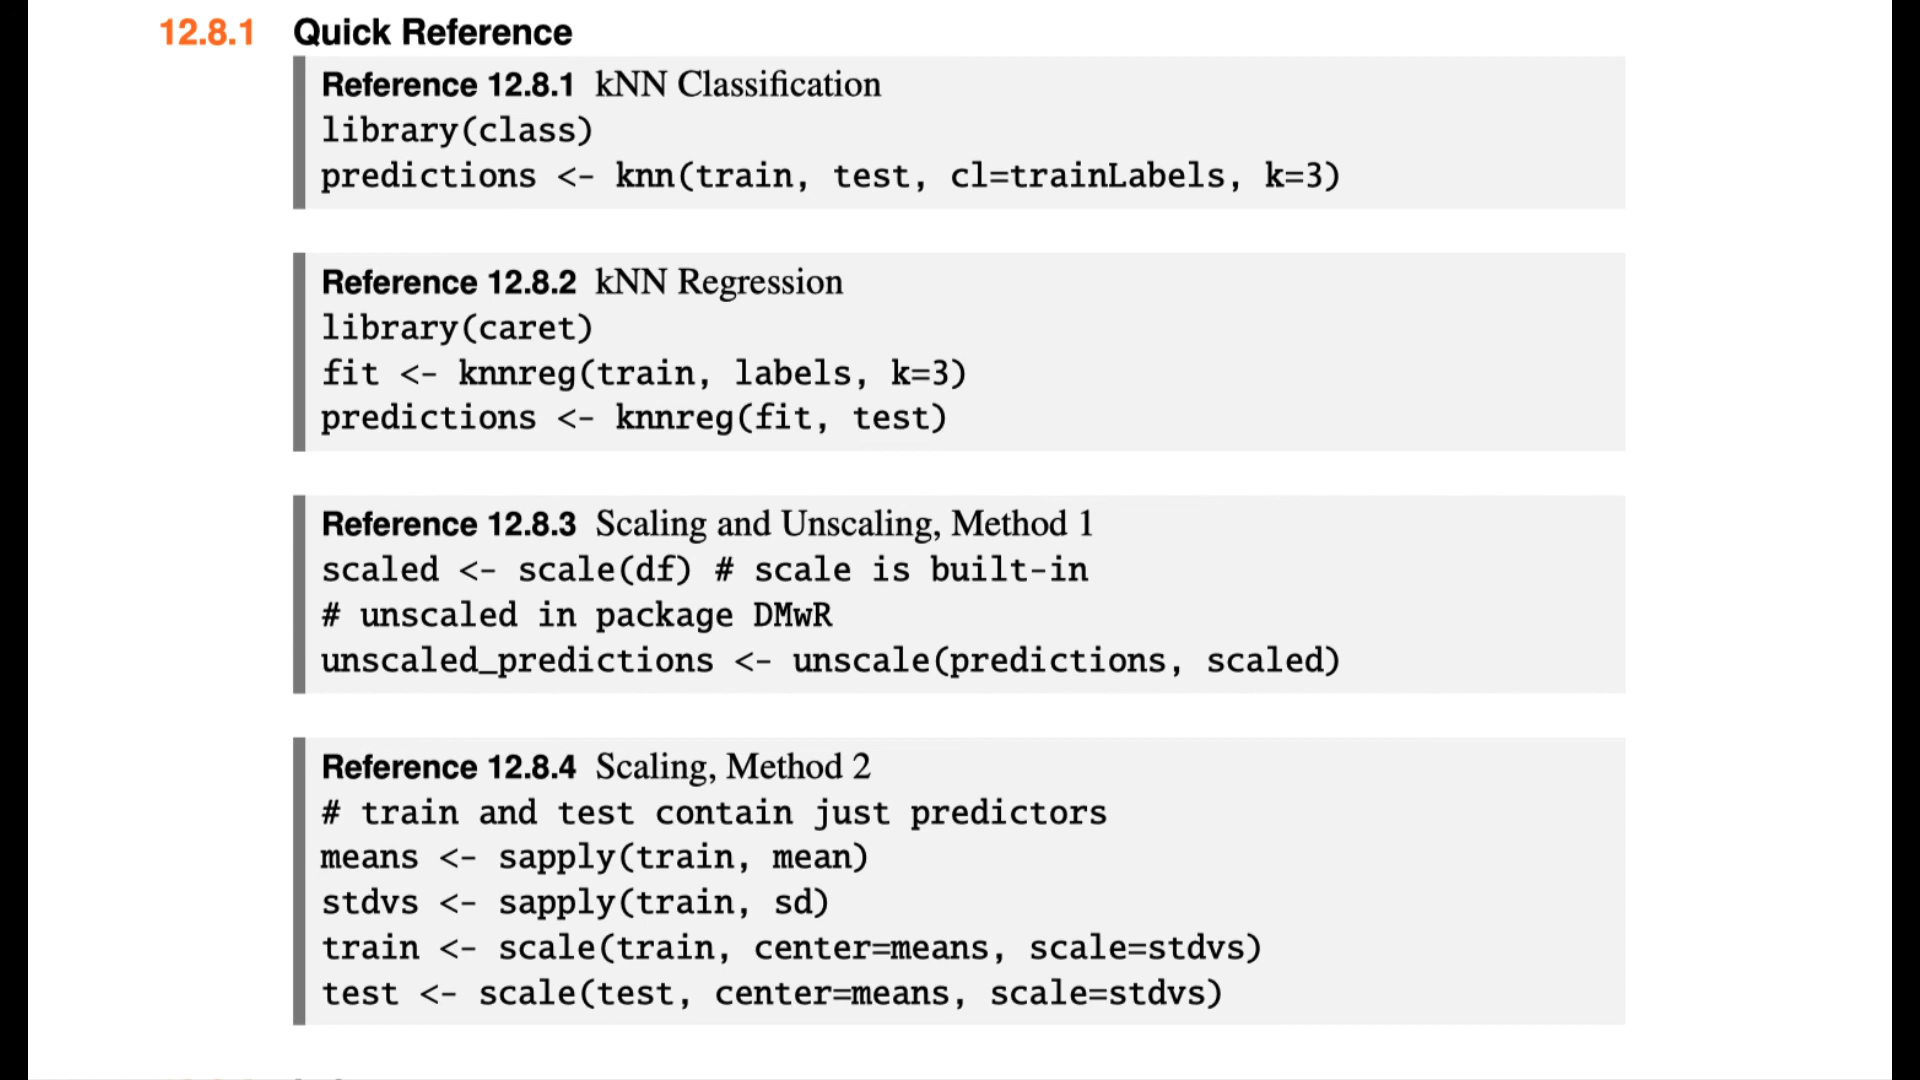 12.8.1 Quick Reference
Reference 12.8.1 kNN Classification
library(class)
predictions <- knn(train, test, cl=trainLabels, k=3)
Reference 12.8.2 kNN Regression
library(caret)
fit <- knnreg(train, labels, k=3)
predictions <- knnreg(fit, test)
Reference 12.8.3 Scaling and Unscaling, Method 1
scaled <- scale(df) # scale is built-in
# unscaled in package DMwR
unscaled_predictions <- unscale(predictions, scaled)
Reference 12.8.4 Scaling, Method 2
# train and test contain just predictors
means <- sapply(train, mean)
stdvs <- sapply(train, sd)
train <- scale(train, center=means, scale=stdvs)
test <- scale(test, center=means, scale=stdvs)